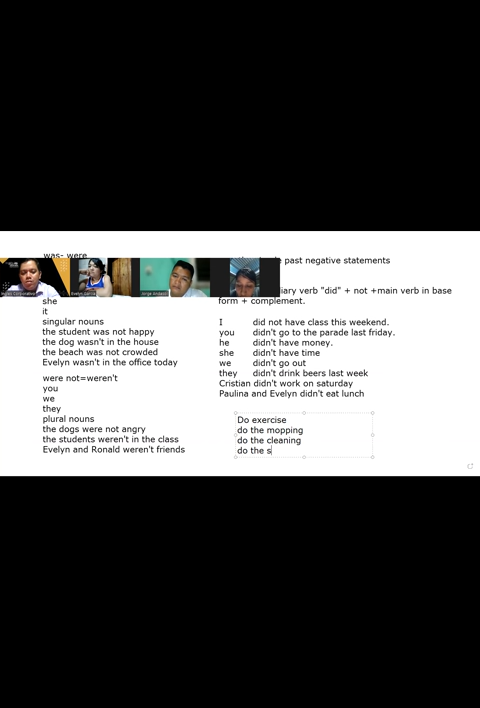 was- were
she
it
singular nouns
the student was not happy
the dog wasn't in the house
the beach was not crowded
Evelyn wasn't in the office today
were not=weren't
you
we
they
plural nouns
the dogs were not angry
the students weren't in the class
Evelyn and Ronald weren't friends
past negative statements
verb "did" + not +main verb in base
form + complement.
I did not have class this weekend.
you didn't go to the parade last friday.
he didn't have money.
she didn't have time
we didn't go out
they didn't drink beers last week
Cristian didn't work on saturday
Paulina and Evelyn didn't eat lunch
Do exercise
do the mopping
do the cleaning
do the s